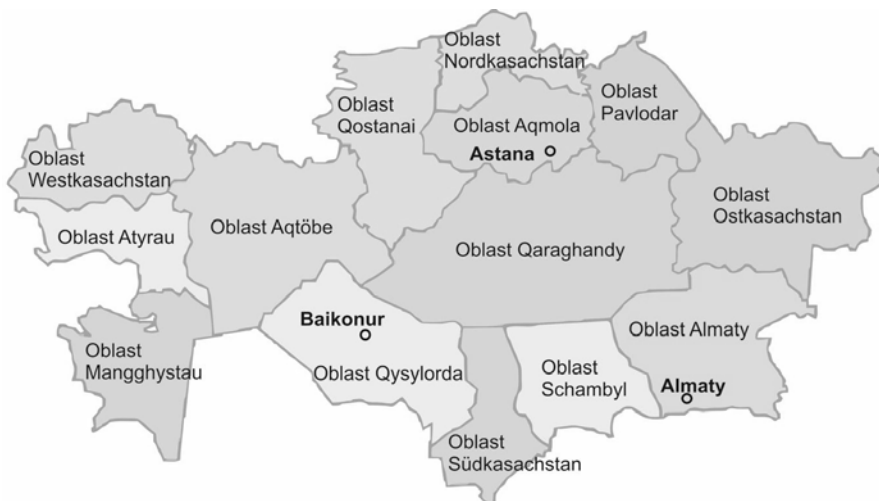 Oblast
Nordkasachstan
Oblast
Pavlodar
Oblast
Qostanai
Oblast Aqmola
Astana
Oblast
Westkasachstan
Oblast
Ostkasachstan
Oblast Atyrau
Oblast Aqtöbe
Oblast Qaraghandy
Baikonur
Oblast Almaty
Oblast
Mangghystau
Oblast Qysylorda
Oblast
Schambyl
Almaty
Oblast
Südkasachstan